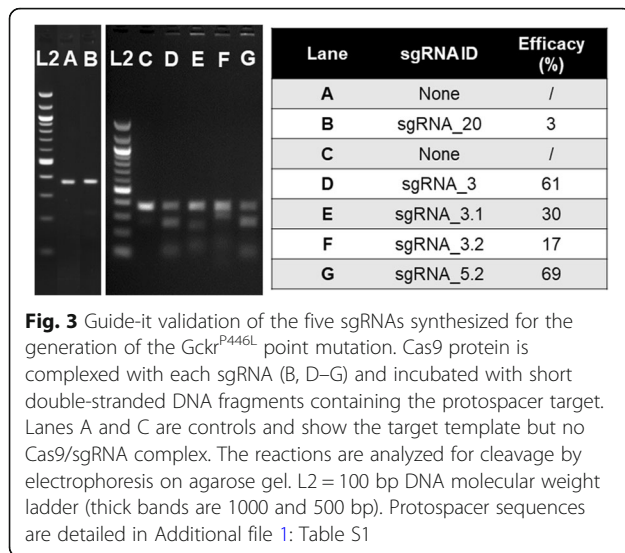 L2 A B
L2 C D E F G
Lane sgRNAID Efficacy (%)
A None /
B sgRNA_20 3
C None /
D sgRNA_3 61
E sgRNA_3.1 30
F sgRNA_3.2 17
G sgRNA_5.2 69
Fig. 3 Guide-it validation of the five sgRNAs synthesized for the
generation of the GckrP446L point mutation. Cas9 protein is
complexed with each sgRNA (B, D–G) and incubated with short
double-stranded DNA fragments containing the protospacer target.
Lanes A and C are controls and show the target template but no
Cas9/sgRNA complex. The reactions are analyzed for cleavage by
electrophoresis on agarose gel. L2 = 100 bp DNA molecular weight
ladder (thick bands are 1000 and 500 bp). Protospacer sequences
are detailed in Additional file 1: Table S1